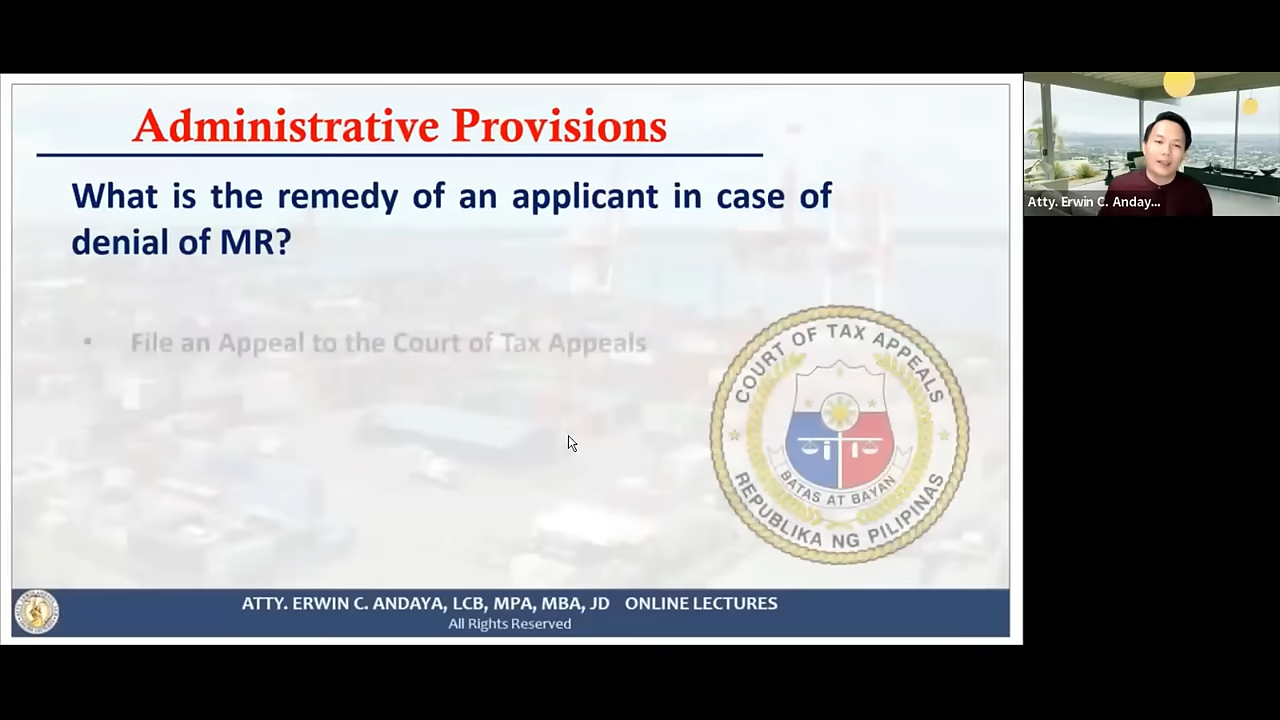 Administrative Provisions
What is the remedy of an applicant in case of
denial of MR?
• File an Appeal to the Court of Tax Appeals
COURT OF TAX APPEALS
BATAS AT BAYAN
REPUBLIKA NG PILIPINAS
ATTY. ERWIN C. ANDAYA, LCB, MPA, MBA, JD ONLINE LECTURES
All Rights Reserved
Atty. Erwin C. Anday...